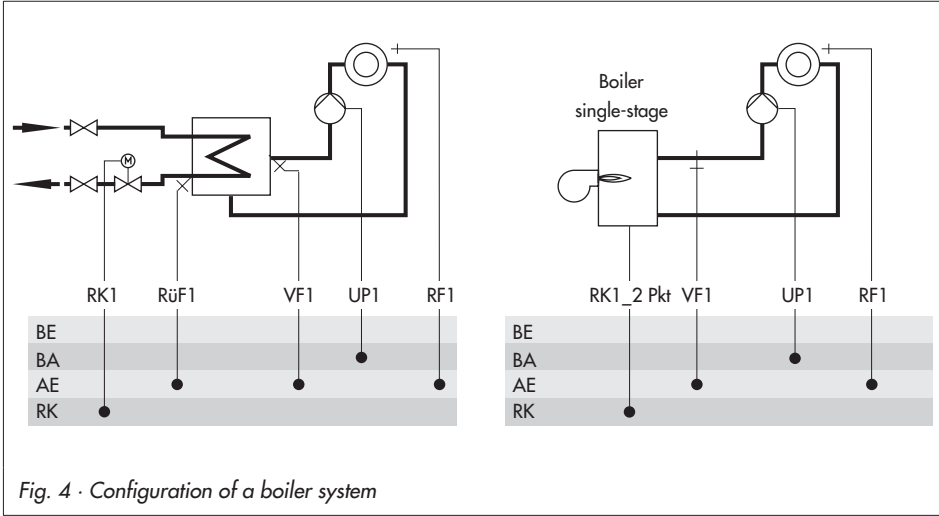 Boiler
single-stage
M
RK1 RüF1 VF1 UP1 RF1
BE
BA
AE
RK
RK1_2 Pkt VF1 UP1 RF1
BE
BA
AE
RK
Fig. 4 · Configuration of a boiler system